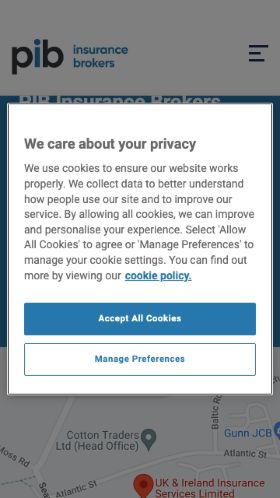 pib insurance
brokers
PIB Insurance Brokers
We care about your privacy
We use cookies to ensure our website works
properly. We collect data to better understand
how people use our site and to improve our
service. By allowing all cookies, we can improve
and personalise your experience. Select 'Allow
All Cookies' to agree or 'Manage Preferences' to
manage your cookie settings. You can find out
more by viewing our cookie policy.
Accept All Cookies
Manage Preferences
Moss Rd
Cotton Traders
Ltd (Head Office)
Baltic Rd
Gunn JCB
Atlantic St
Atlantic St
UK & Ireland Insurance
Services Limited